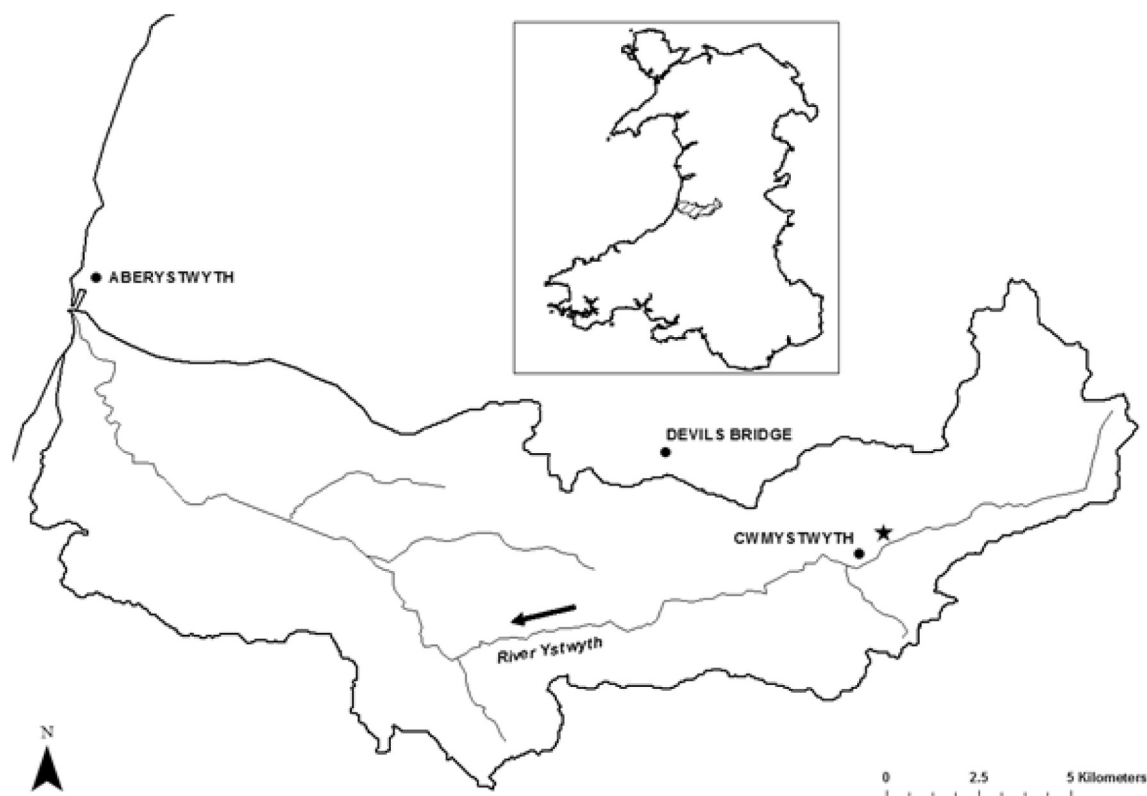 ABERYSTWYTH
DEVILS BRIDGE
CWMYSTWYTH
River Ystwyth
N
0 2.5 5 Kilometers